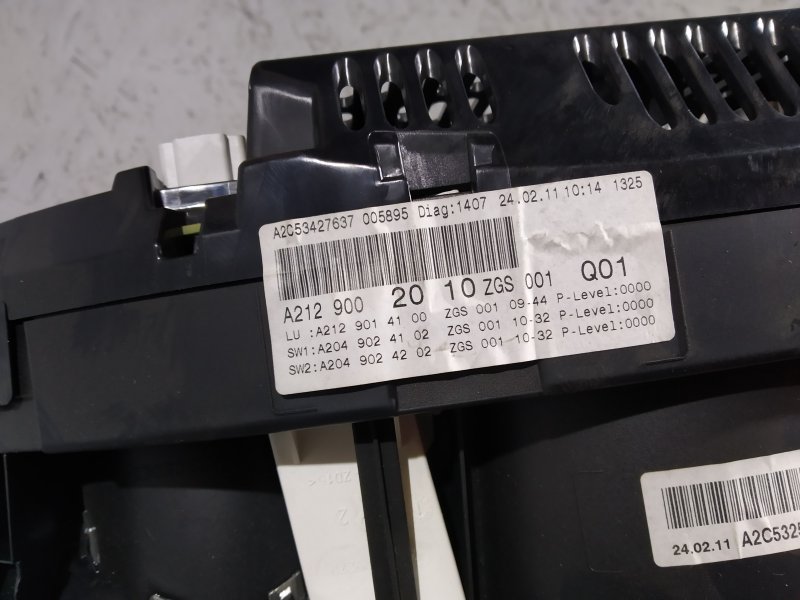 A2C53427637 005895 Diag:1407 24.02.11 10:14 1325
A212 900 20 10 ZGS 001 Q01
LU :A212 901 41 00 ZGS 001 09-44 P-Level:0000
SW1:A204 902 41 02 ZGS 001 10-32 P-Level:0000
SW2:A204 902 42 02 ZGS 001 10-32 P-Level:0000
24.02.11 A2C5325